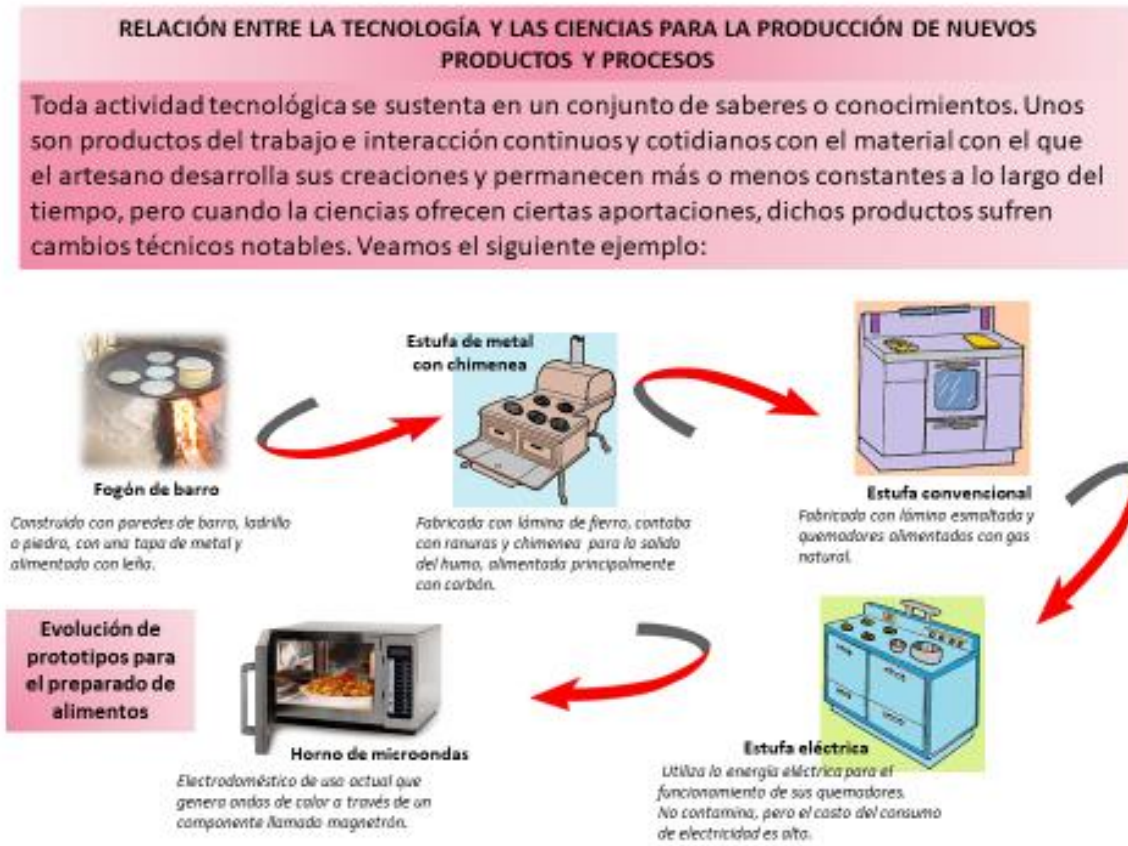 RELACIÓN ENTRE LA TECNOLOGÍA Y LAS CIENCIAS PARA LA PRODUCCIÓN DE NUEVOS
PRODUCTOS Y PROCESOS
Toda actividad tecnológica se sustenta en un conjunto de saberes o conocimientos. Unos
son productos del trabajo e interacción continuos y cotidianos con el material con el que
el artesano desarrolla sus creaciones y permanecen más o menos constantes a lo largo del
tiempo, pero cuando la ciencias ofrecen ciertas aportaciones, dichos productos sufren
cambios técnicos notables. Veamos el siguiente ejemplo:
Fogón de barro
Construido con paredes de barro, ladrillo
o piedra, con una tapa de metal y
alimentado con leña.
Estufa de metal
con chimenea
Fabricada con lámina de fierro, contaba
con ranuras y chimenea para la salida
del humo, alimentada principalmente
con carbón.
Estufa convencional
Fabricada con lámina esmaltada y
quemadores alimentados con gas
natural.
Evolución de
prototipos para
el preparado de
alimentos
Horno de microondas
Electrodoméstico de uso actual que
genera ondas de calor a través de un
componente llamado magnetrón.
Estufa eléctrica
Utiliza la energía eléctrica para el
funcionamiento de sus quemadores.
No contamina, pero el costo del consumo
de electricidad es alto.